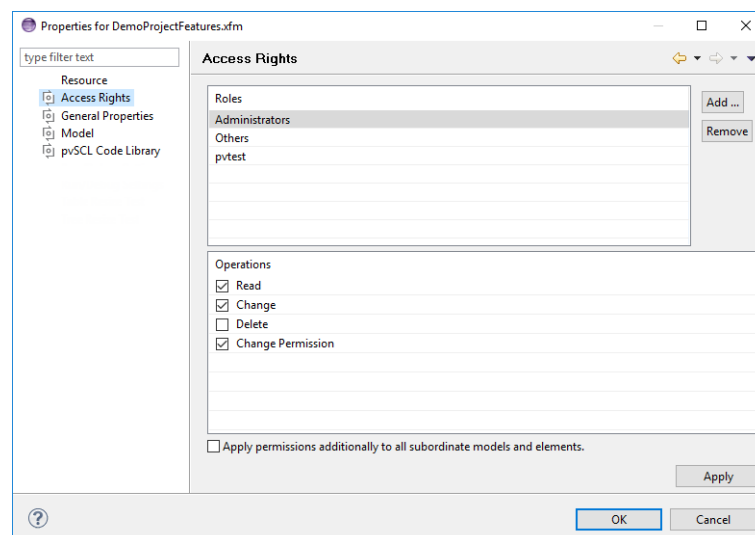 Properties for DemoProjectFeatures.xfm
type filter text
Resource
Access Rights
General Properties
Model
pvSCL Code Library
Access Rights
Roles
Administrators
Others
pvtest
Add ...
Remove
Operations
Read
Change
Delete
Change Permission
Apply permissions additionally to all subordinate models and elements.
Apply
?
OK
Cancel